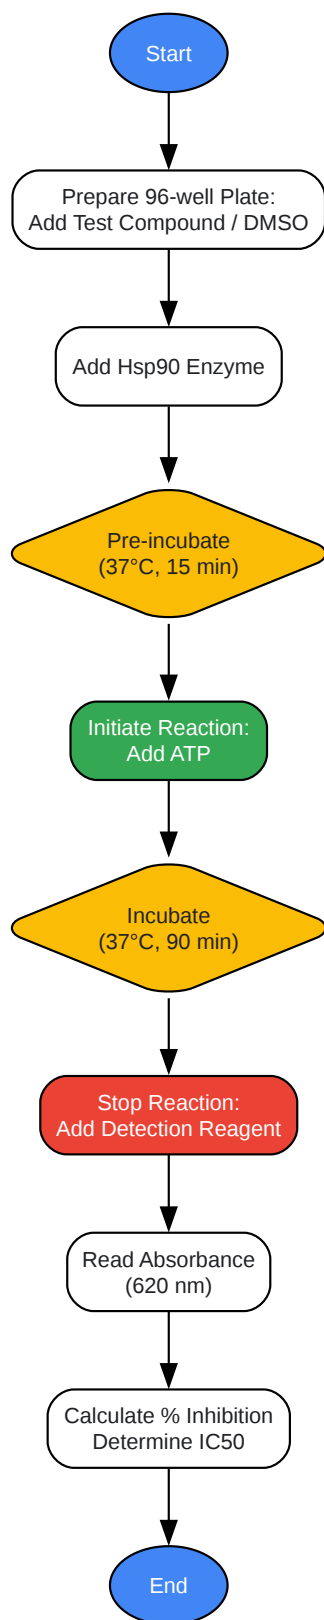 Start
Prepare 96-well Plate:
Add Test Compound / DMSO
Add Hsp90 Enzyme
Pre-incubate
(37°C, 15 min)
Initiate Reaction:
Add ATP
Incubate
(37°C, 90 min)
Stop Reaction:
Add Detection Reagent
Read Absorbance
(620 nm)
Calculate % Inhibition
Determine IC50
End